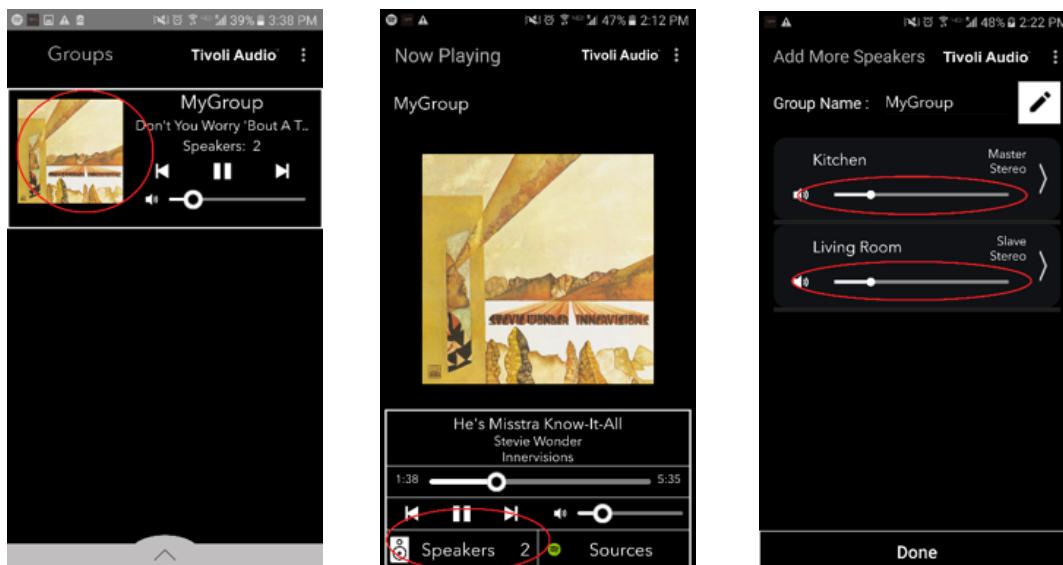 39% 3:38 PM
Groups Tivoli Audio
MyGroup
Don't You Worry 'Bout A T..
Speakers: 2
47% 2:12 PM
Now Playing Tivoli Audio
MyGroup
STEVIE WONDER INNERVISIONS
He's Misstra Know-It-All
Stevie Wonder
Innervisions
1:38 5:35
Speakers 2 Sources
48% 2:22 PM
Add More Speakers Tivoli Audio
Group Name : MyGroup
Kitchen Master
Stereo
Living Room Slave
Stereo
Done